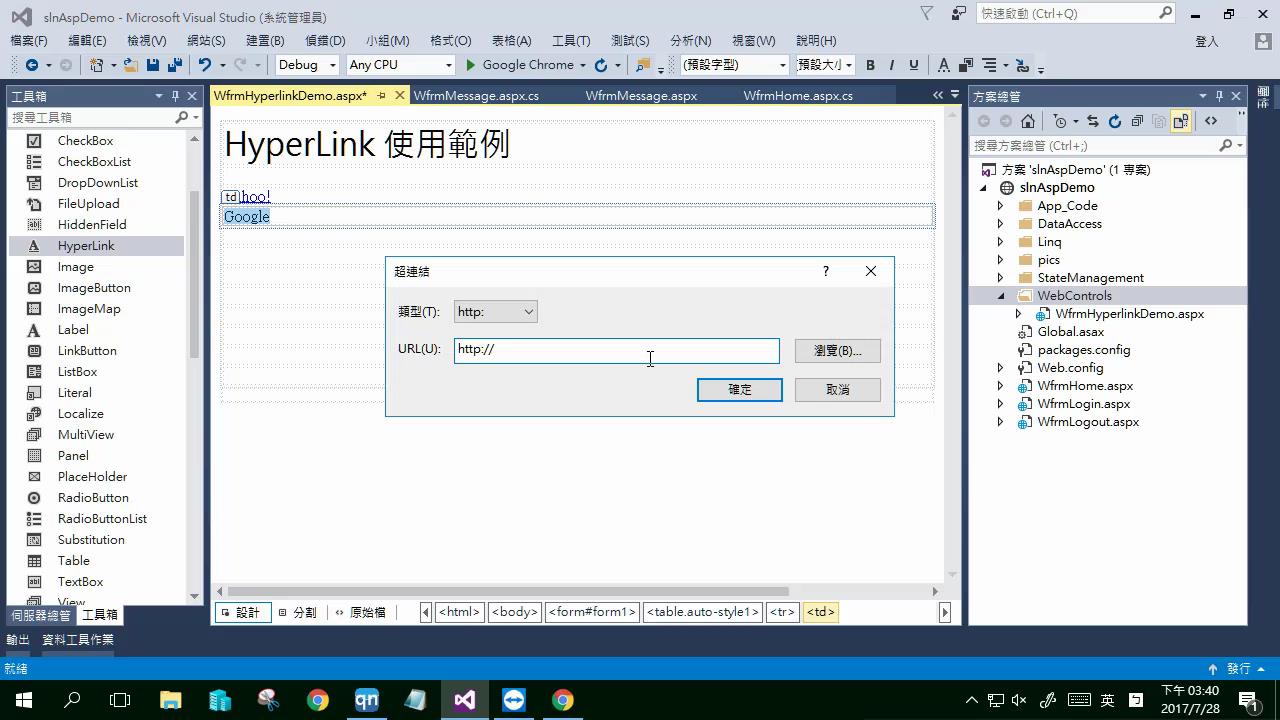 slnAspDemo - Microsoft Visual Studio (系統管理員)
快速啟動 (Ctrl+Q)
檔案(F) 編輯(E) 檢視(V) 網站(S) 建置(B) 偵錯(D) 小組(M) 格式(O) 表格(A) 工具(T) 測試(S) 分析(N) 視窗(W) 說明(H) 登入
Debug Any CPU Google Chrome (預設字型) (預設大小 B I U A
工具箱
搜尋工具箱
CheckBox
CheckBoxList
DropDownList
FileUpload
HiddenField
HyperLink
Image
ImageButton
ImageMap
Label
LinkButton
ListBox
Literal
Localize
MultiView
Panel
PlaceHolder
RadioButton
RadioButtonList
Substitution
Table
TextBox
View
伺服器總管 工具箱
WfrmHyperlinkDemo.aspx* WfrmMessage.aspx.cs WfrmMessage.aspx WfrmHome.aspx.cs
HyperLink 使用範例
td hoo!
Google
超連結 ?
類型(T): http:
URL(U): http:// 瀏覽(B)...
確定 取消
設計 分割 原始檔 <html> <body> <form#form1> <table.auto-style1> <tr> <td>
方案總管
搜尋方案總管 (Ctrl+;)
方案 'slnAspDemo' (1 專案)
slnAspDemo
App_Code
DataAccess
Linq
pics
StateManagement
WebControls
WfrmHyperlinkDemo.aspx
Global.asax
packages.config
Web.config
WfrmHome.aspx
WfrmLogin.aspx
WfrmLogout.aspx
輸出 資料工具作業
就緒 發行
qn 英 下午 03:40
2017/7/28 1